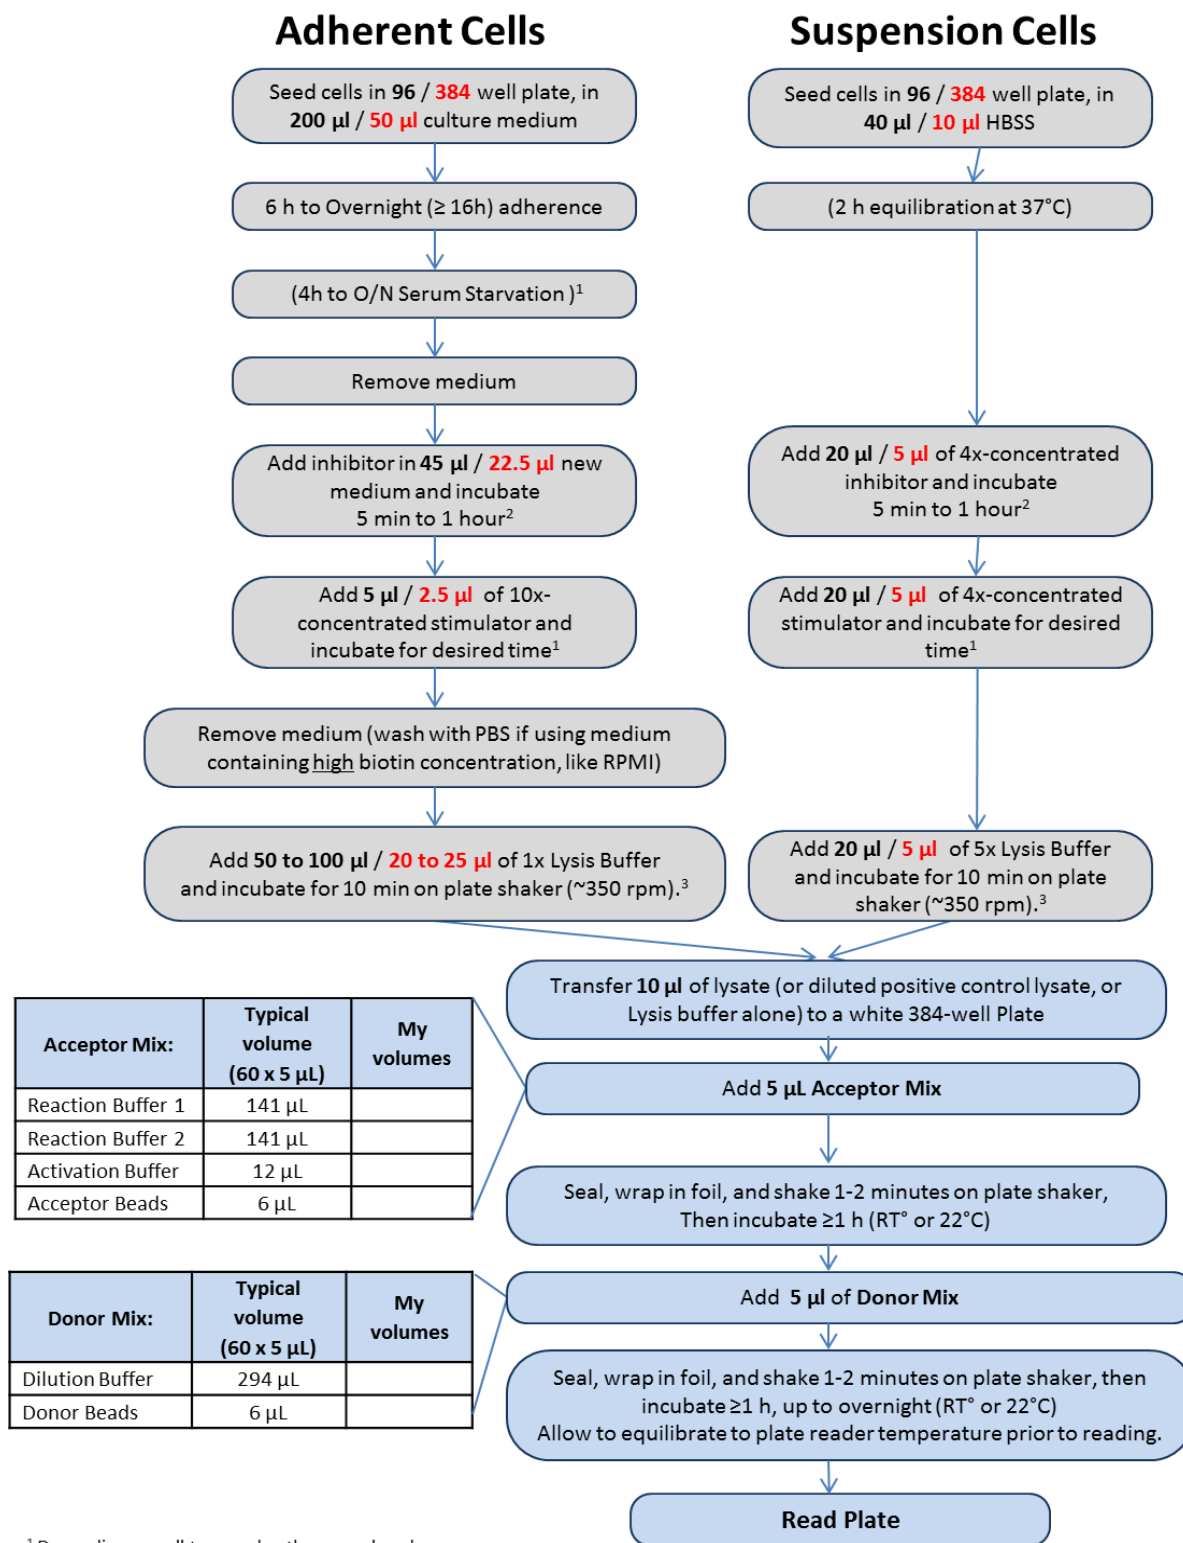 Adherent Cells
Seed cells in 96 / 384 well plate, in
200 µl / 50 µl culture medium
6 h to Overnight (≥ 16h) adherence
(4h to O/N Serum Starvation )¹
Remove medium
Add inhibitor in 45 µl / 22.5 µl new
medium and incubate
5 min to 1 hour²
Add 5 µl / 2.5 µl of 10x-
concentrated stimulator and
incubate for desired time¹
Remove medium (wash with PBS if using medium
containing high biotin concentration, like RPMI)
Add 50 to 100 µl / 20 to 25 µl of 1x Lysis Buffer
and incubate for 10 min on plate shaker (~350 rpm).³
Suspension Cells
Seed cells in 96 / 384 well plate, in
40 µl / 10 µl HBSS
(2 h equilibration at 37°C)
Add 20 µl / 5 µl of 4x-concentrated
inhibitor and incubate
5 min to 1 hour²
Add 20 µl / 5 µl of 4x-concentrated
stimulator and incubate for desired
time¹
Add 20 µl / 5 µl of 5x Lysis Buffer
and incubate for 10 min on plate
shaker (~350 rpm).³
Transfer 10 µl of lysate (or diluted positive control lysate, or
Lysis buffer alone) to a white 384-well Plate
Acceptor Mix: Typical volume (60 x 5 µL) My volumes
Reaction Buffer 1 141 µL
Reaction Buffer 2 141 µL
Activation Buffer 12 µL
Acceptor Beads 6 µL
Add 5 µL Acceptor Mix
Seal, wrap in foil, and shake 1-2 minutes on plate shaker,
Then incubate ≥1 h (RT° or 22°C)
Donor Mix: Typical volume (60 x 5 µL) My volumes
Dilution Buffer 294 µL
Donor Beads 6 µL
Add 5 µl of Donor Mix
Seal, wrap in foil, and shake 1-2 minutes on plate shaker, then
incubate ≥1 h, up to overnight (RT° or 22°C)
Allow to equilibrate to plate reader temperature prior to reading.
Read Plate